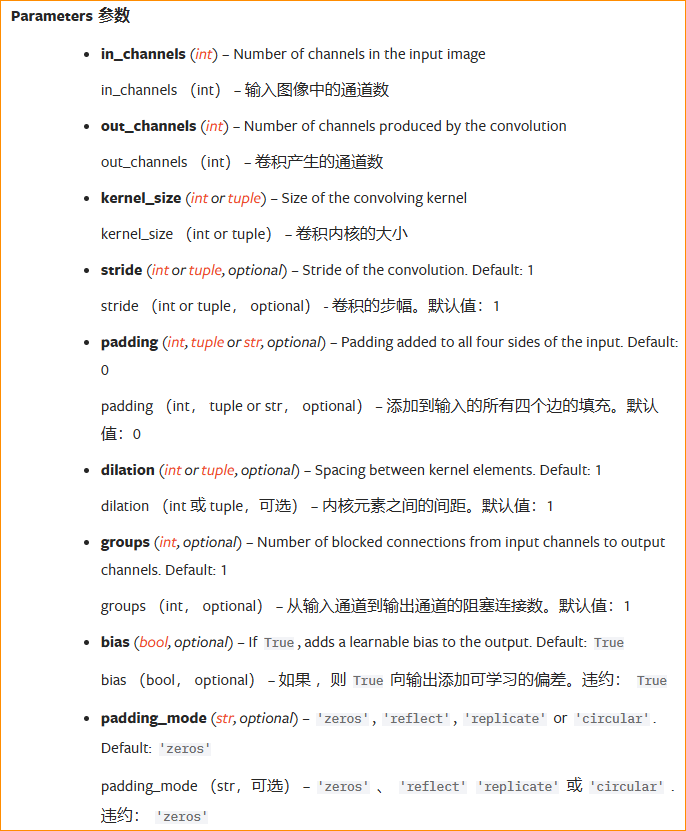 Parameters 参数
in_channels (int) – Number of channels in the input image
in_channels （int） – 输入图像中的通道数
out_channels (int) – Number of channels produced by the convolution
out_channels （int） – 卷积产生的通道数
kernel_size (int or tuple) – Size of the convolving kernel
kernel_size （int or tuple） – 卷积内核的大小
stride (int or tuple, optional) – Stride of the convolution. Default: 1
stride （int or tuple， optional） - 卷积的步幅。默认值：1
padding (int, tuple or str, optional) – Padding added to all four sides of the input. Default:
0
padding （int， tuple or str， optional） – 添加到输入的所有四个边的填充。默认
值：0
dilation (int or tuple, optional) – Spacing between kernel elements. Default: 1
dilation （int 或 tuple，可选） – 内核元素之间的间距。默认值：1
groups (int, optional) – Number of blocked connections from input channels to output
channels. Default: 1
groups （int， optional） – 从输入通道到输出通道的阻塞连接数。默认值：1
bias (bool, optional) – If True, adds a learnable bias to the output. Default: True
bias （bool， optional） – 如果 ，则 True 向输出添加可学习的偏差。违约： True
padding_mode (str, optional) – 'zeros', 'reflect', 'replicate' or 'circular'.
Default: 'zeros'
padding_mode （str，可选） – 'zeros' 、 'reflect' 'replicate' 或 'circular' .
违约： 'zeros'